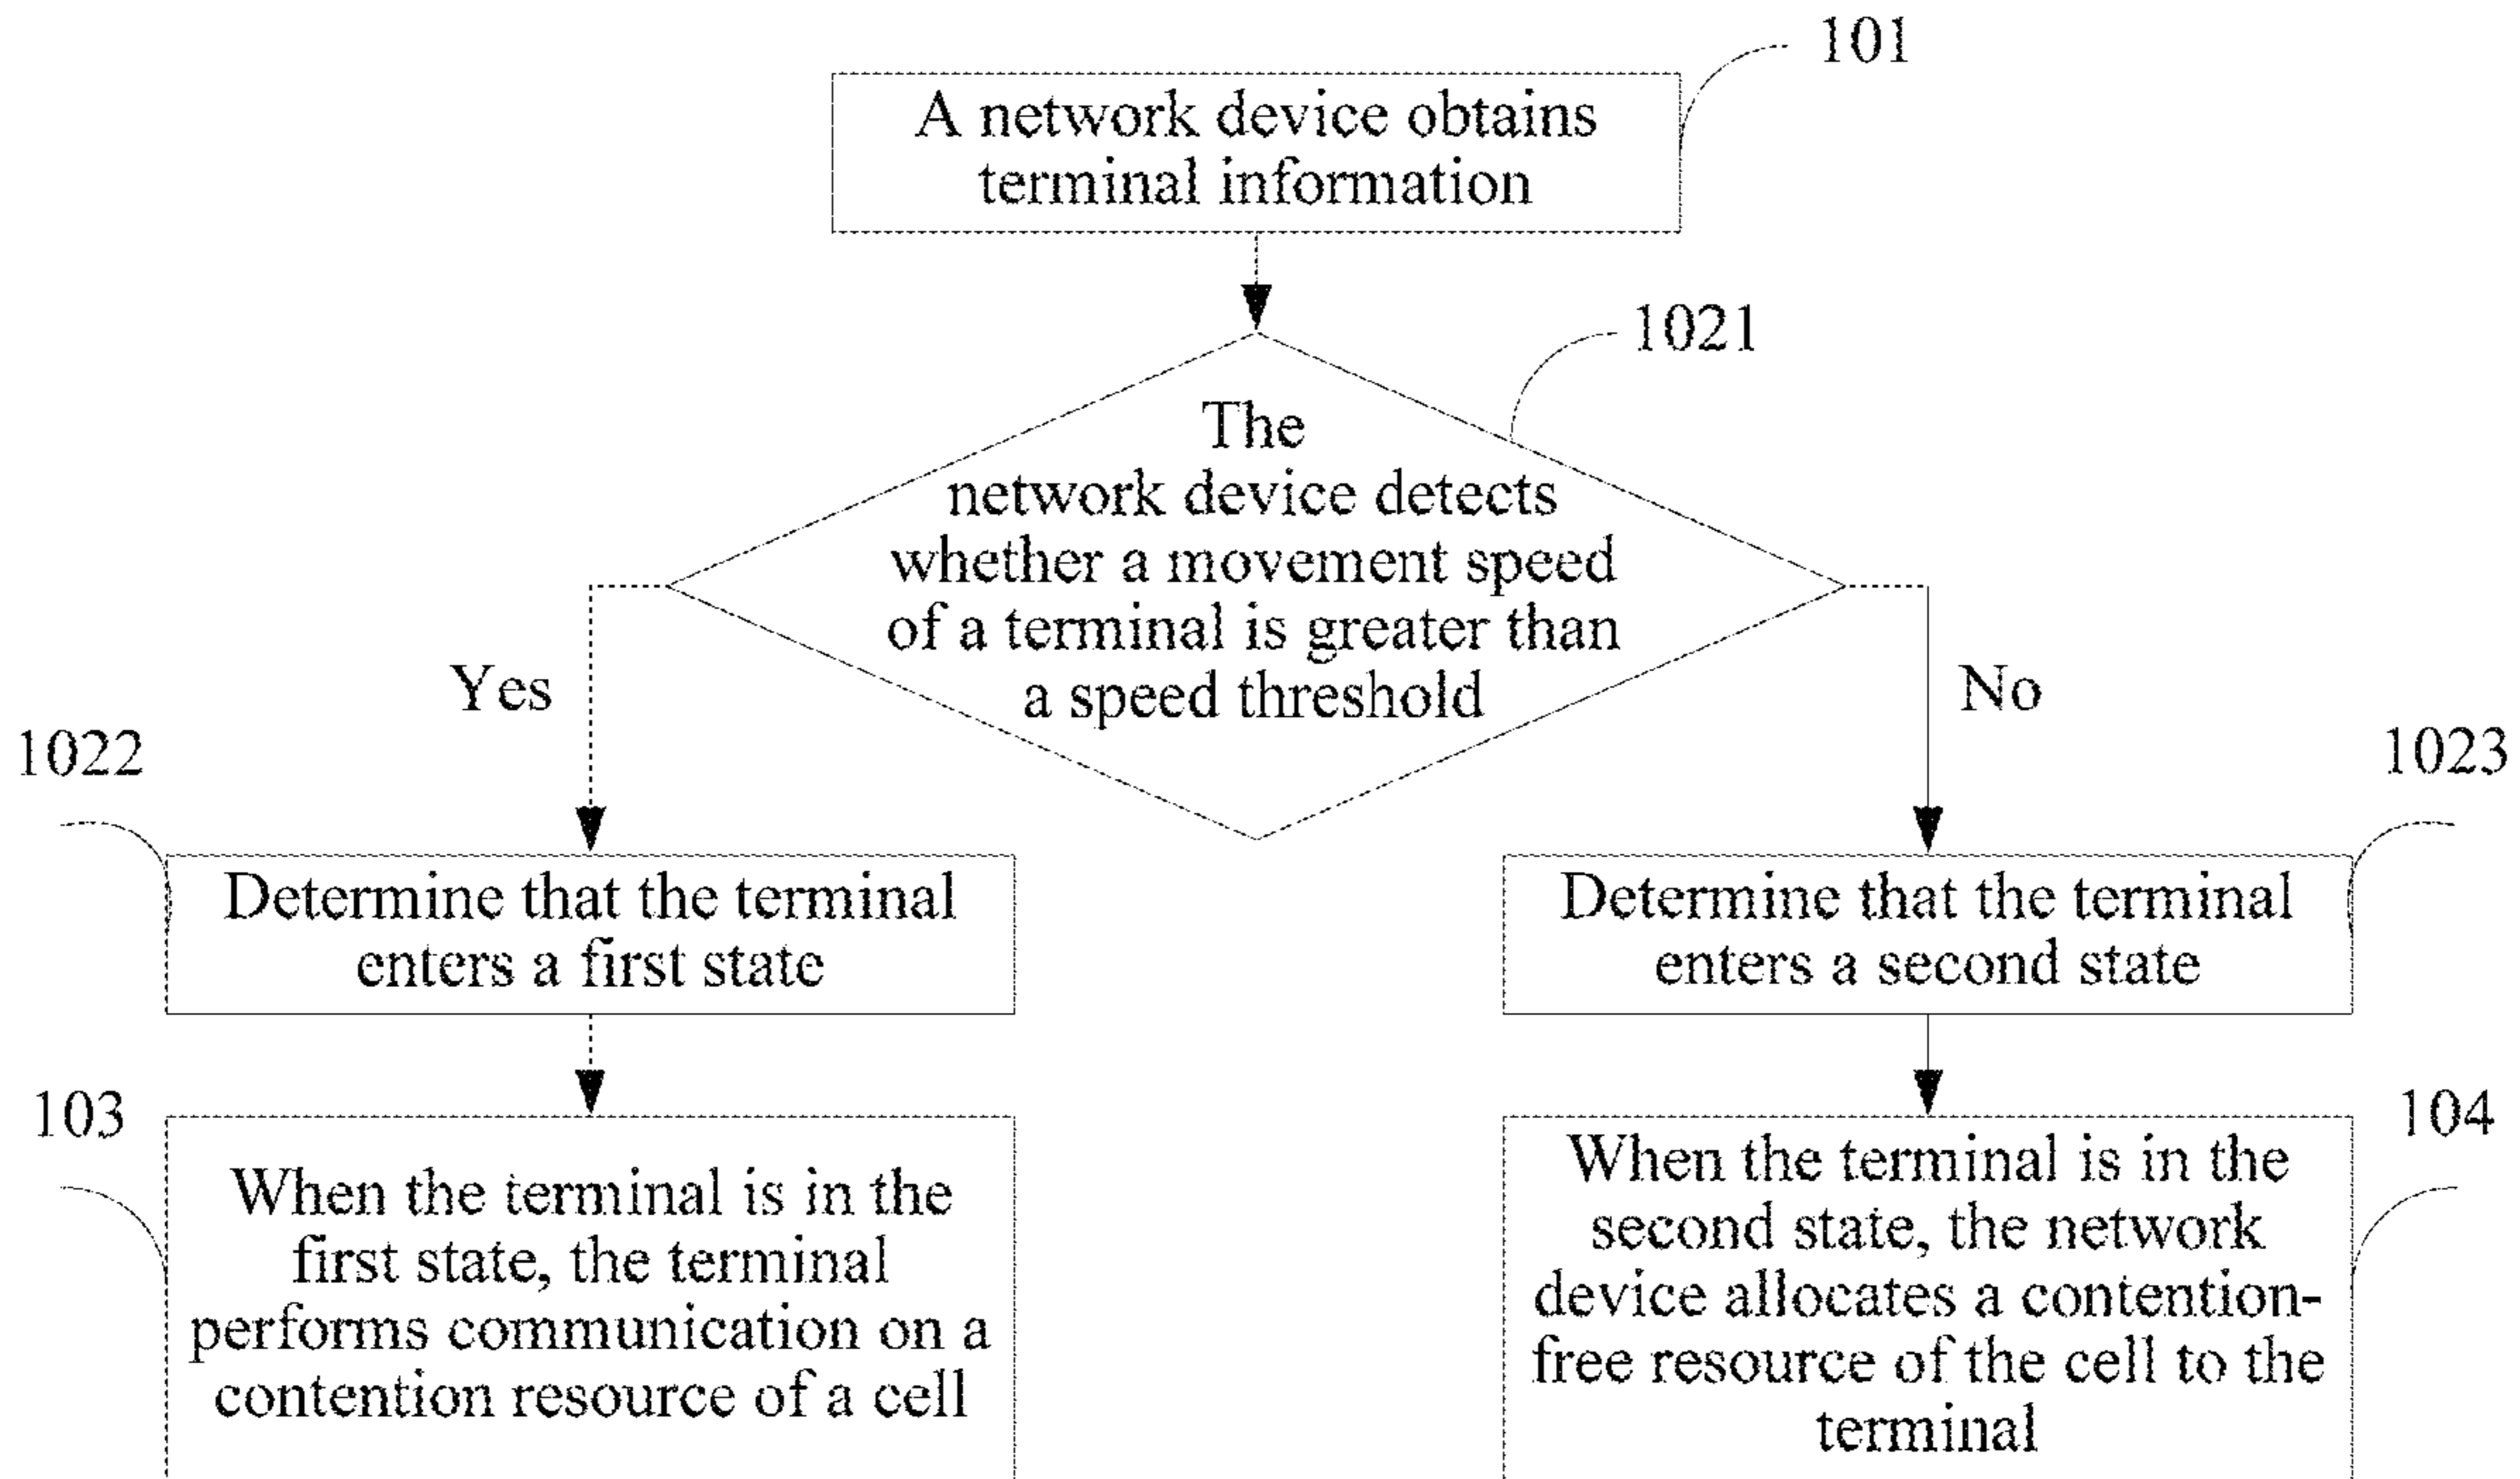 101
A network device obtains
terminal information
1021
The
network device detects
whether a movement speed
of a terminal is greater than
a speed threshold
Yes
No
1022
1023
Determine that the terminal
enters a first state
Determine that the terminal
enters a second state
103
104
When the terminal is in the
first state, the terminal
performs communication on a
contention resource of a cell
When the terminal is in the
second state, the network
device allocates a contention-
free resource of the cell to the
terminal